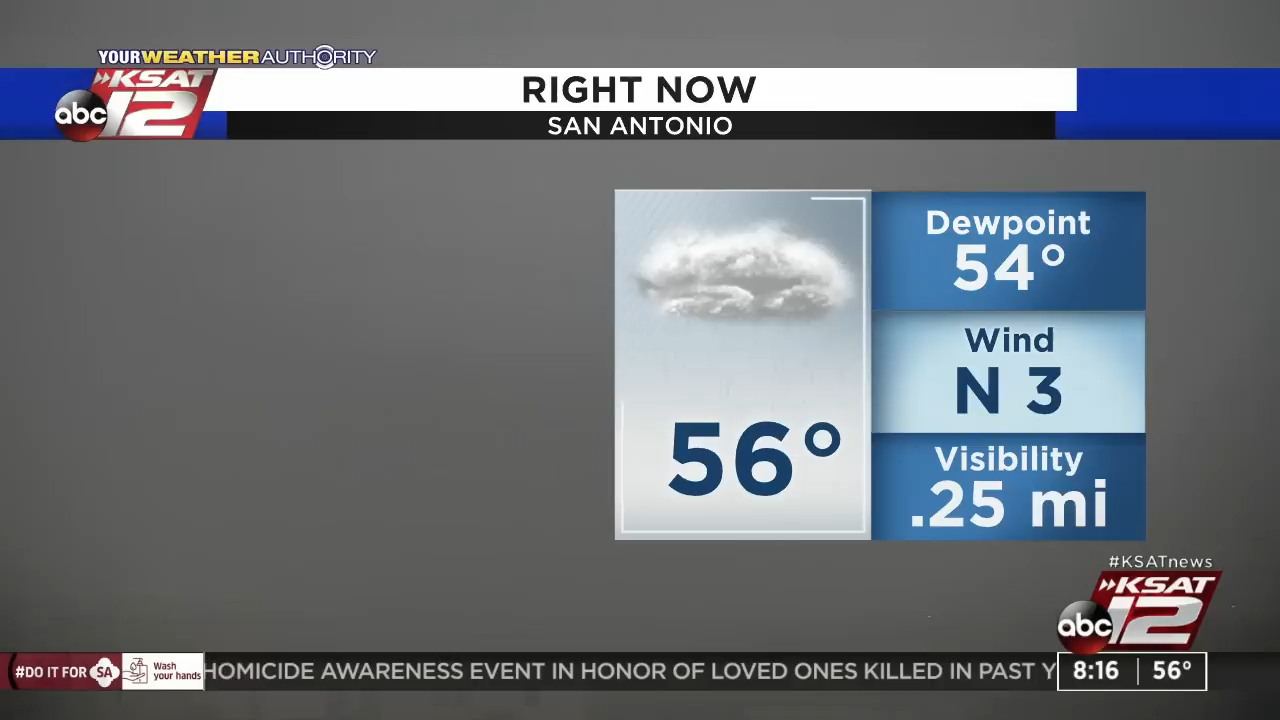 YOURWEATHERAUTHORITY
KSAT
abc 12
RIGHT NOW
SAN ANTONIO
Dewpoint
54°
Wind
N 3
56°
Visibility
.25 mi
#KSATnews
KSAT
abc 12
#DO IT FOR SA
Wash
your hands
HOMICIDE AWARENESS EVENT IN HONOR OF LOVED ONES KILLED IN PAST Y
8:16 56°